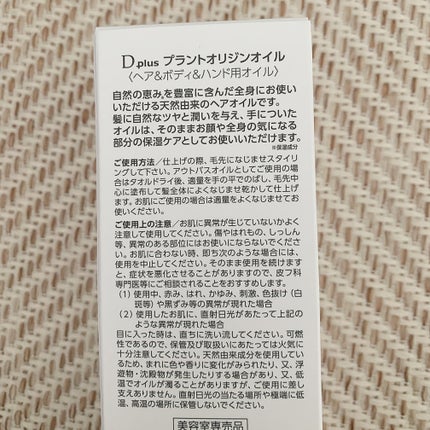 D.plus プラントオリジンオイル
〈ヘア&ボディ&ハンド用オイル〉
自然の恵み※を豊富に含んだ全身にお使い
いただける天然由来のヘアオイルです。
髪に自然なツヤと潤いを与え、手についた
オイルは、そのままお顔や全身の気になる
部分の保湿ケアとしてお使いいただけます。
※保湿成分
ご使用方法/仕上げの際、毛先になじませスタイリ
ングして下さい。アウトバスオイルとしてご使用の場
合はタオルドライ後、適量を手の平でのばし、毛先中
心に塗布して髪全体によくなじませ乾かして仕上げ
ます。お肌にご使用の場合は適量をよくなじませてお
使いください。
ご使用上の注意/お肌に異常が生じていないかよく
注意して使用してください。傷やはれもの、しっしん
等、異常のある部位にはお使いにならないでください。
お肌に合わない時、即ち次のような場合には、
使用を中止してください。そのまま使用を続けます
と、症状を悪化させることがありますので、皮フ科
専門医等にご相談されることをおすすめします。
(1) 使用中、赤み、はれ、かゆみ、刺激、色抜け(白
斑等)や黒ずみ等の異常が現れた場合
(2) 使用したお肌に、直射日光があたって上記の
ような異常が現れた場合
目に入った時は、直ちに洗い流してください。可燃
性であるので、保管及び取扱いにあたっては火気に
十分注意してください。天然由来成分を使用してい
るため、まれに色や香りに変化がみられたり、又、浮
遊物・沈殿物が発生したりする場合があり、又、低
温でオイルが濁ることがありますが、ご使用に差し
支えありません。直射日光の当たる場所や極端に低
温、高温の場所に保管しないでください。
美容室専売品